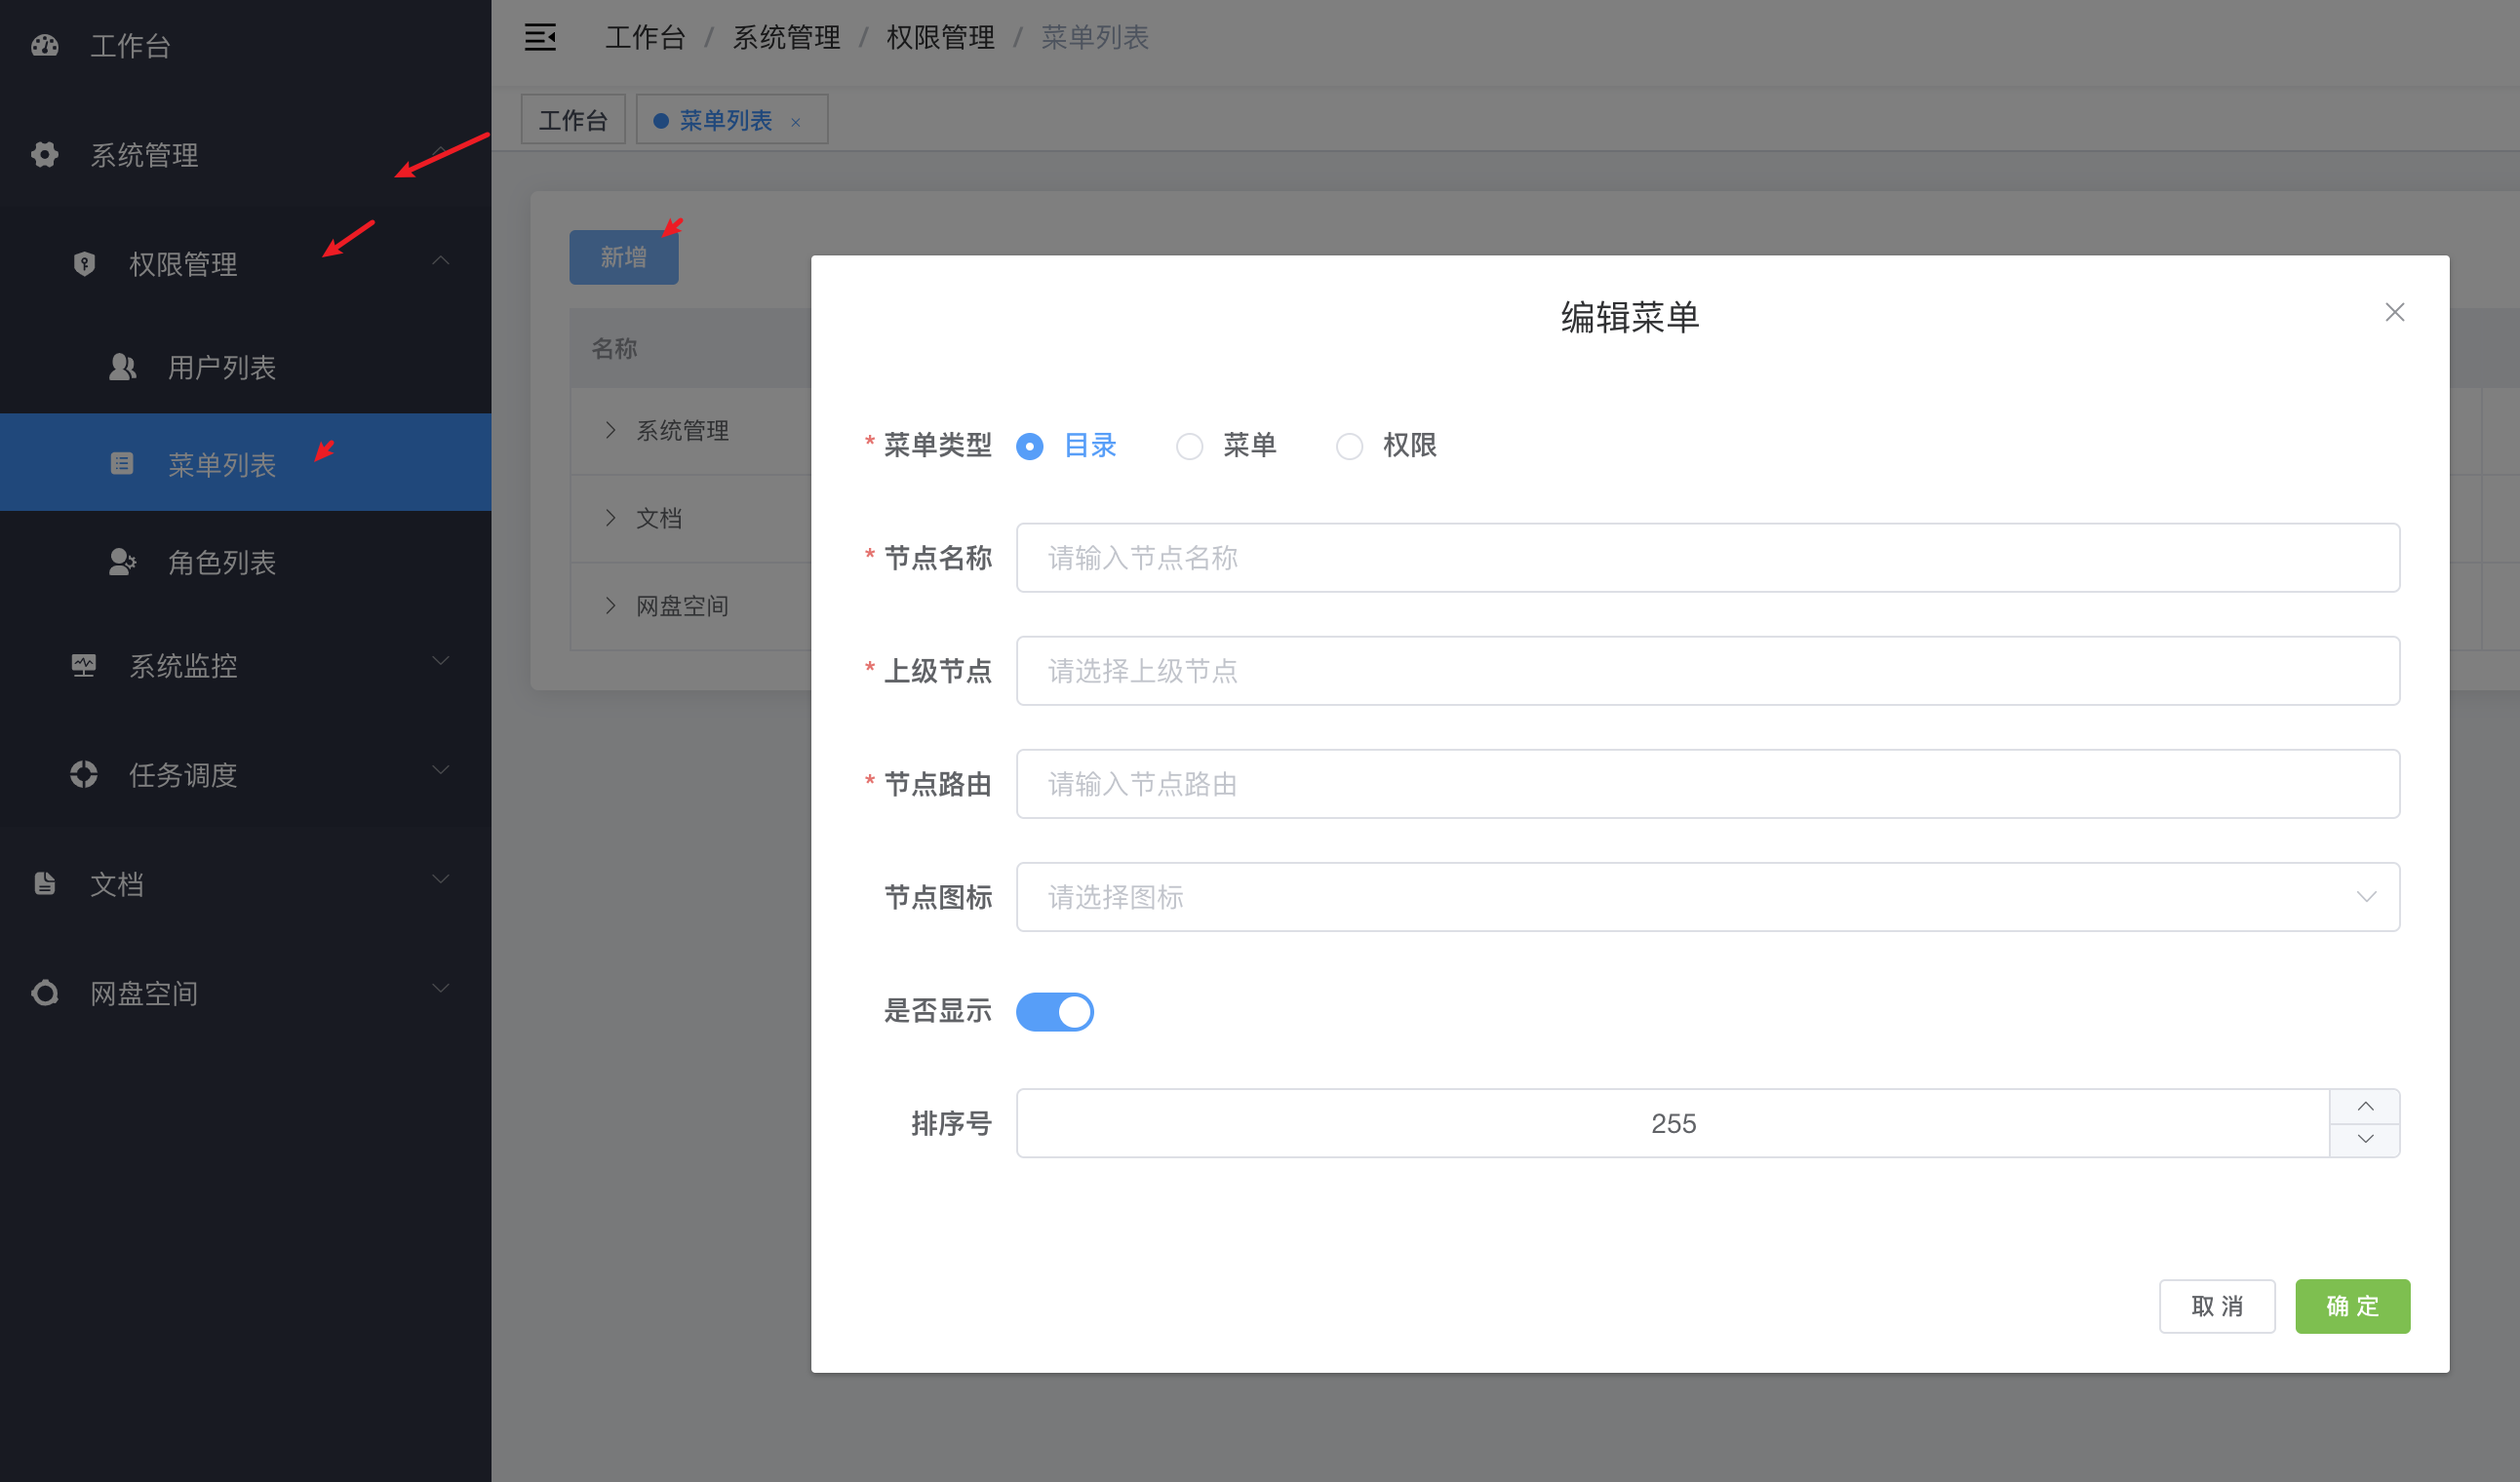 工作台
系统管理
权限管理
用户列表
菜单列表
角色列表
系统监控
任务调度
文档
网盘空间
工作台 / 系统管理 / 权限管理 / 菜单列表
工作台 菜单列表 ×
新增
名称
系统管理
文档
网盘空间
编辑菜单
* 菜单类型 目录 菜单 权限
* 节点名称 请输入节点名称
* 上级节点 请选择上级节点
* 节点路由 请输入节点路由
节点图标 请选择图标
是否显示
排序号 255
取 消 确 定